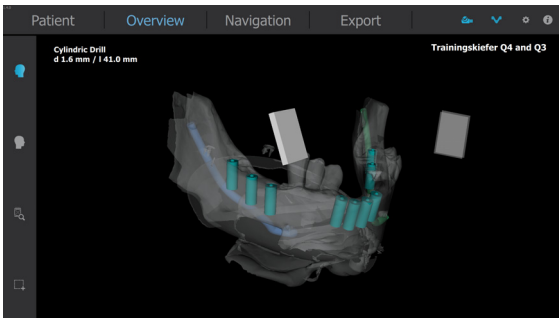 Patient
Overview
Navigation
Export
Cylindric Drill
d 1.6 mm / l 41.0 mm
Trainingskiefer Q4 and Q3